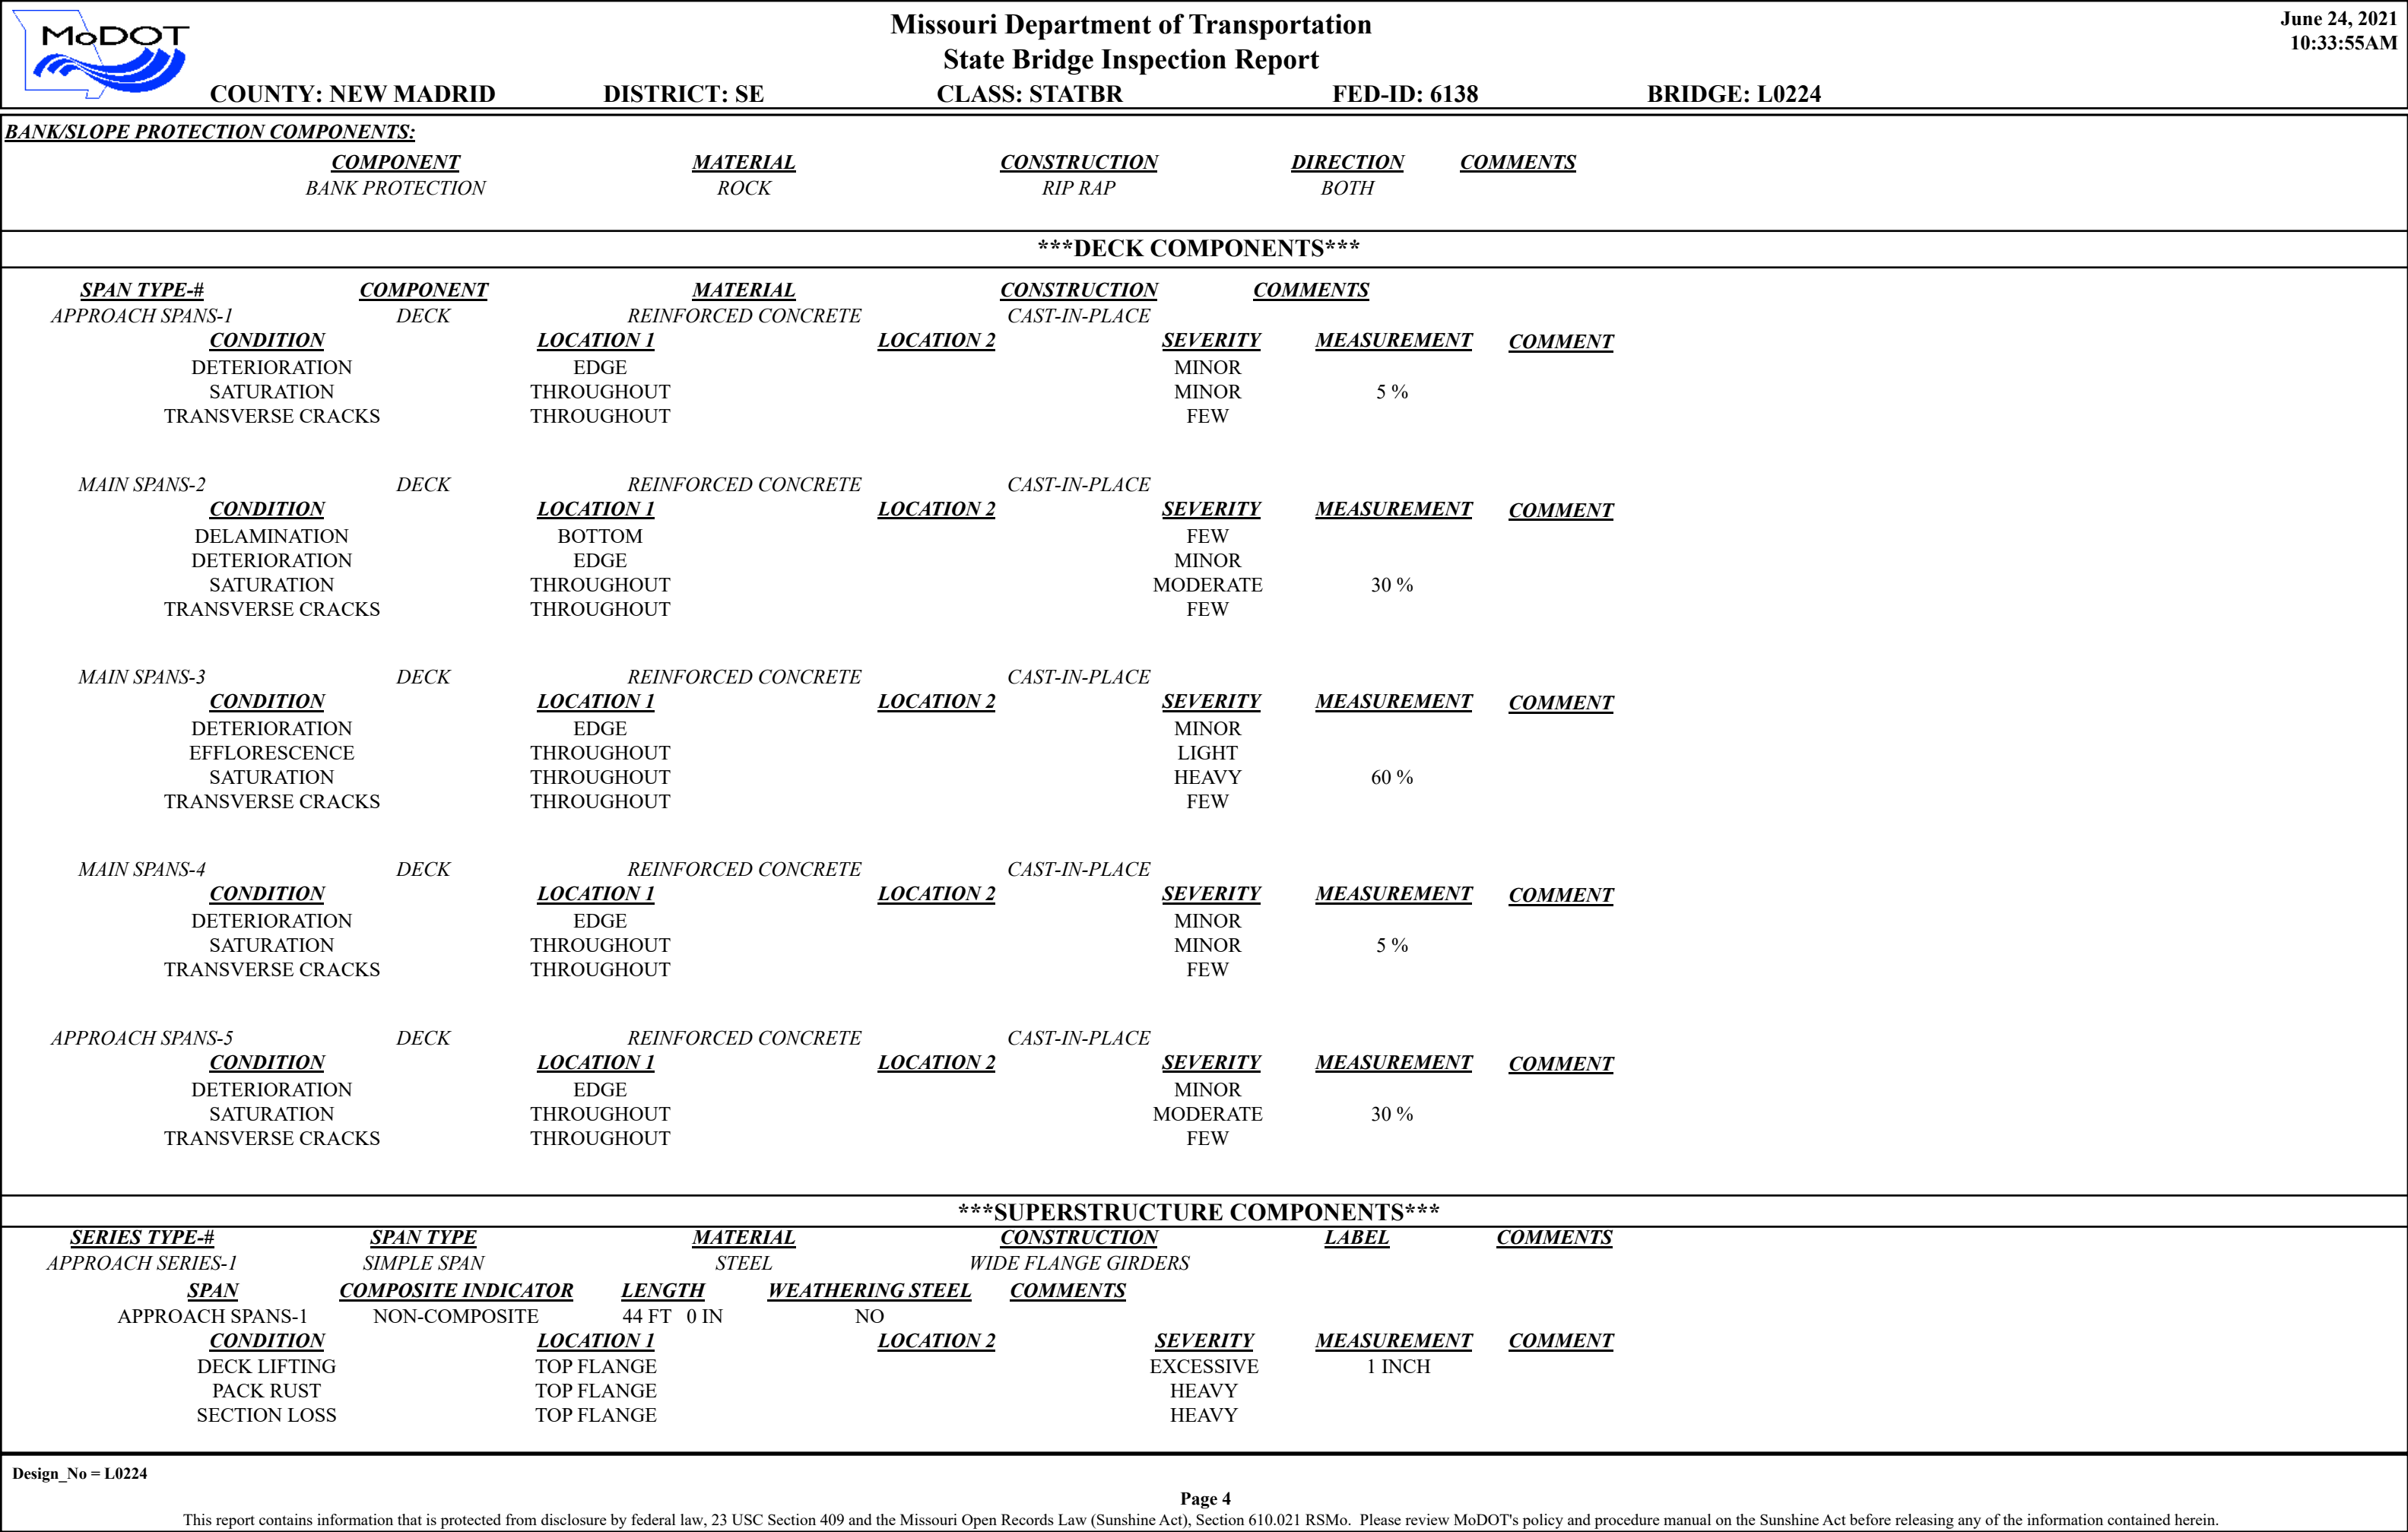 MoDOT
Missouri Department of Transportation
State Bridge Inspection Report
June 24, 2021
10:33:55AM
COUNTY: NEW MADRID DISTRICT: SE CLASS: STATBR FED-ID: 6138 BRIDGE: L0224
BANK/SLOPE PROTECTION COMPONENTS:
COMPONENT MATERIAL CONSTRUCTION DIRECTION COMMENTS
BANK PROTECTION ROCK RIP RAP BOTH
***DECK COMPONENTS***
SPAN TYPE-# COMPONENT MATERIAL CONSTRUCTION COMMENTS
APPROACH SPANS-1 DECK REINFORCED CONCRETE CAST-IN-PLACE
CONDITION LOCATION 1 LOCATION 2 SEVERITY MEASUREMENT COMMENT
DETERIORATION EDGE MINOR
SATURATION THROUGHOUT MINOR 5 %
TRANSVERSE CRACKS THROUGHOUT FEW
MAIN SPANS-2 DECK REINFORCED CONCRETE CAST-IN-PLACE
CONDITION LOCATION 1 LOCATION 2 SEVERITY MEASUREMENT COMMENT
DELAMINATION BOTTOM FEW
DETERIORATION EDGE MINOR
SATURATION THROUGHOUT MODERATE 30 %
TRANSVERSE CRACKS THROUGHOUT FEW
MAIN SPANS-3 DECK REINFORCED CONCRETE CAST-IN-PLACE
CONDITION LOCATION 1 LOCATION 2 SEVERITY MEASUREMENT COMMENT
DETERIORATION EDGE MINOR
EFFLORESCENCE THROUGHOUT LIGHT
SATURATION THROUGHOUT HEAVY 60 %
TRANSVERSE CRACKS THROUGHOUT FEW
MAIN SPANS-4 DECK REINFORCED CONCRETE CAST-IN-PLACE
CONDITION LOCATION 1 LOCATION 2 SEVERITY MEASUREMENT COMMENT
DETERIORATION EDGE MINOR
SATURATION THROUGHOUT MINOR 5 %
TRANSVERSE CRACKS THROUGHOUT FEW
APPROACH SPANS-5 DECK REINFORCED CONCRETE CAST-IN-PLACE
CONDITION LOCATION 1 LOCATION 2 SEVERITY MEASUREMENT COMMENT
DETERIORATION EDGE MINOR
SATURATION THROUGHOUT MODERATE 30 %
TRANSVERSE CRACKS THROUGHOUT FEW
***SUPERSTRUCTURE COMPONENTS***
SERIES TYPE-# SPAN TYPE MATERIAL CONSTRUCTION LABEL COMMENTS
APPROACH SERIES-1 SIMPLE SPAN STEEL WIDE FLANGE GIRDERS
SPAN COMPOSITE INDICATOR LENGTH WEATHERING STEEL COMMENTS
APPROACH SPANS-1 NON-COMPOSITE 44 FT 0 IN NO
CONDITION LOCATION 1 LOCATION 2 SEVERITY MEASUREMENT COMMENT
DECK LIFTING TOP FLANGE EXCESSIVE 1 INCH
PACK RUST TOP FLANGE HEAVY
SECTION LOSS TOP FLANGE HEAVY
Design_No = L0224
Page 4
This report contains information that is protected from disclosure by federal law, 23 USC Section 409 and the Missouri Open Records Law (Sunshine Act), Section 610.021 RSMo. Please review MoDOT's policy and procedure manual on the Sunshine Act before releasing any of the information contained herein.